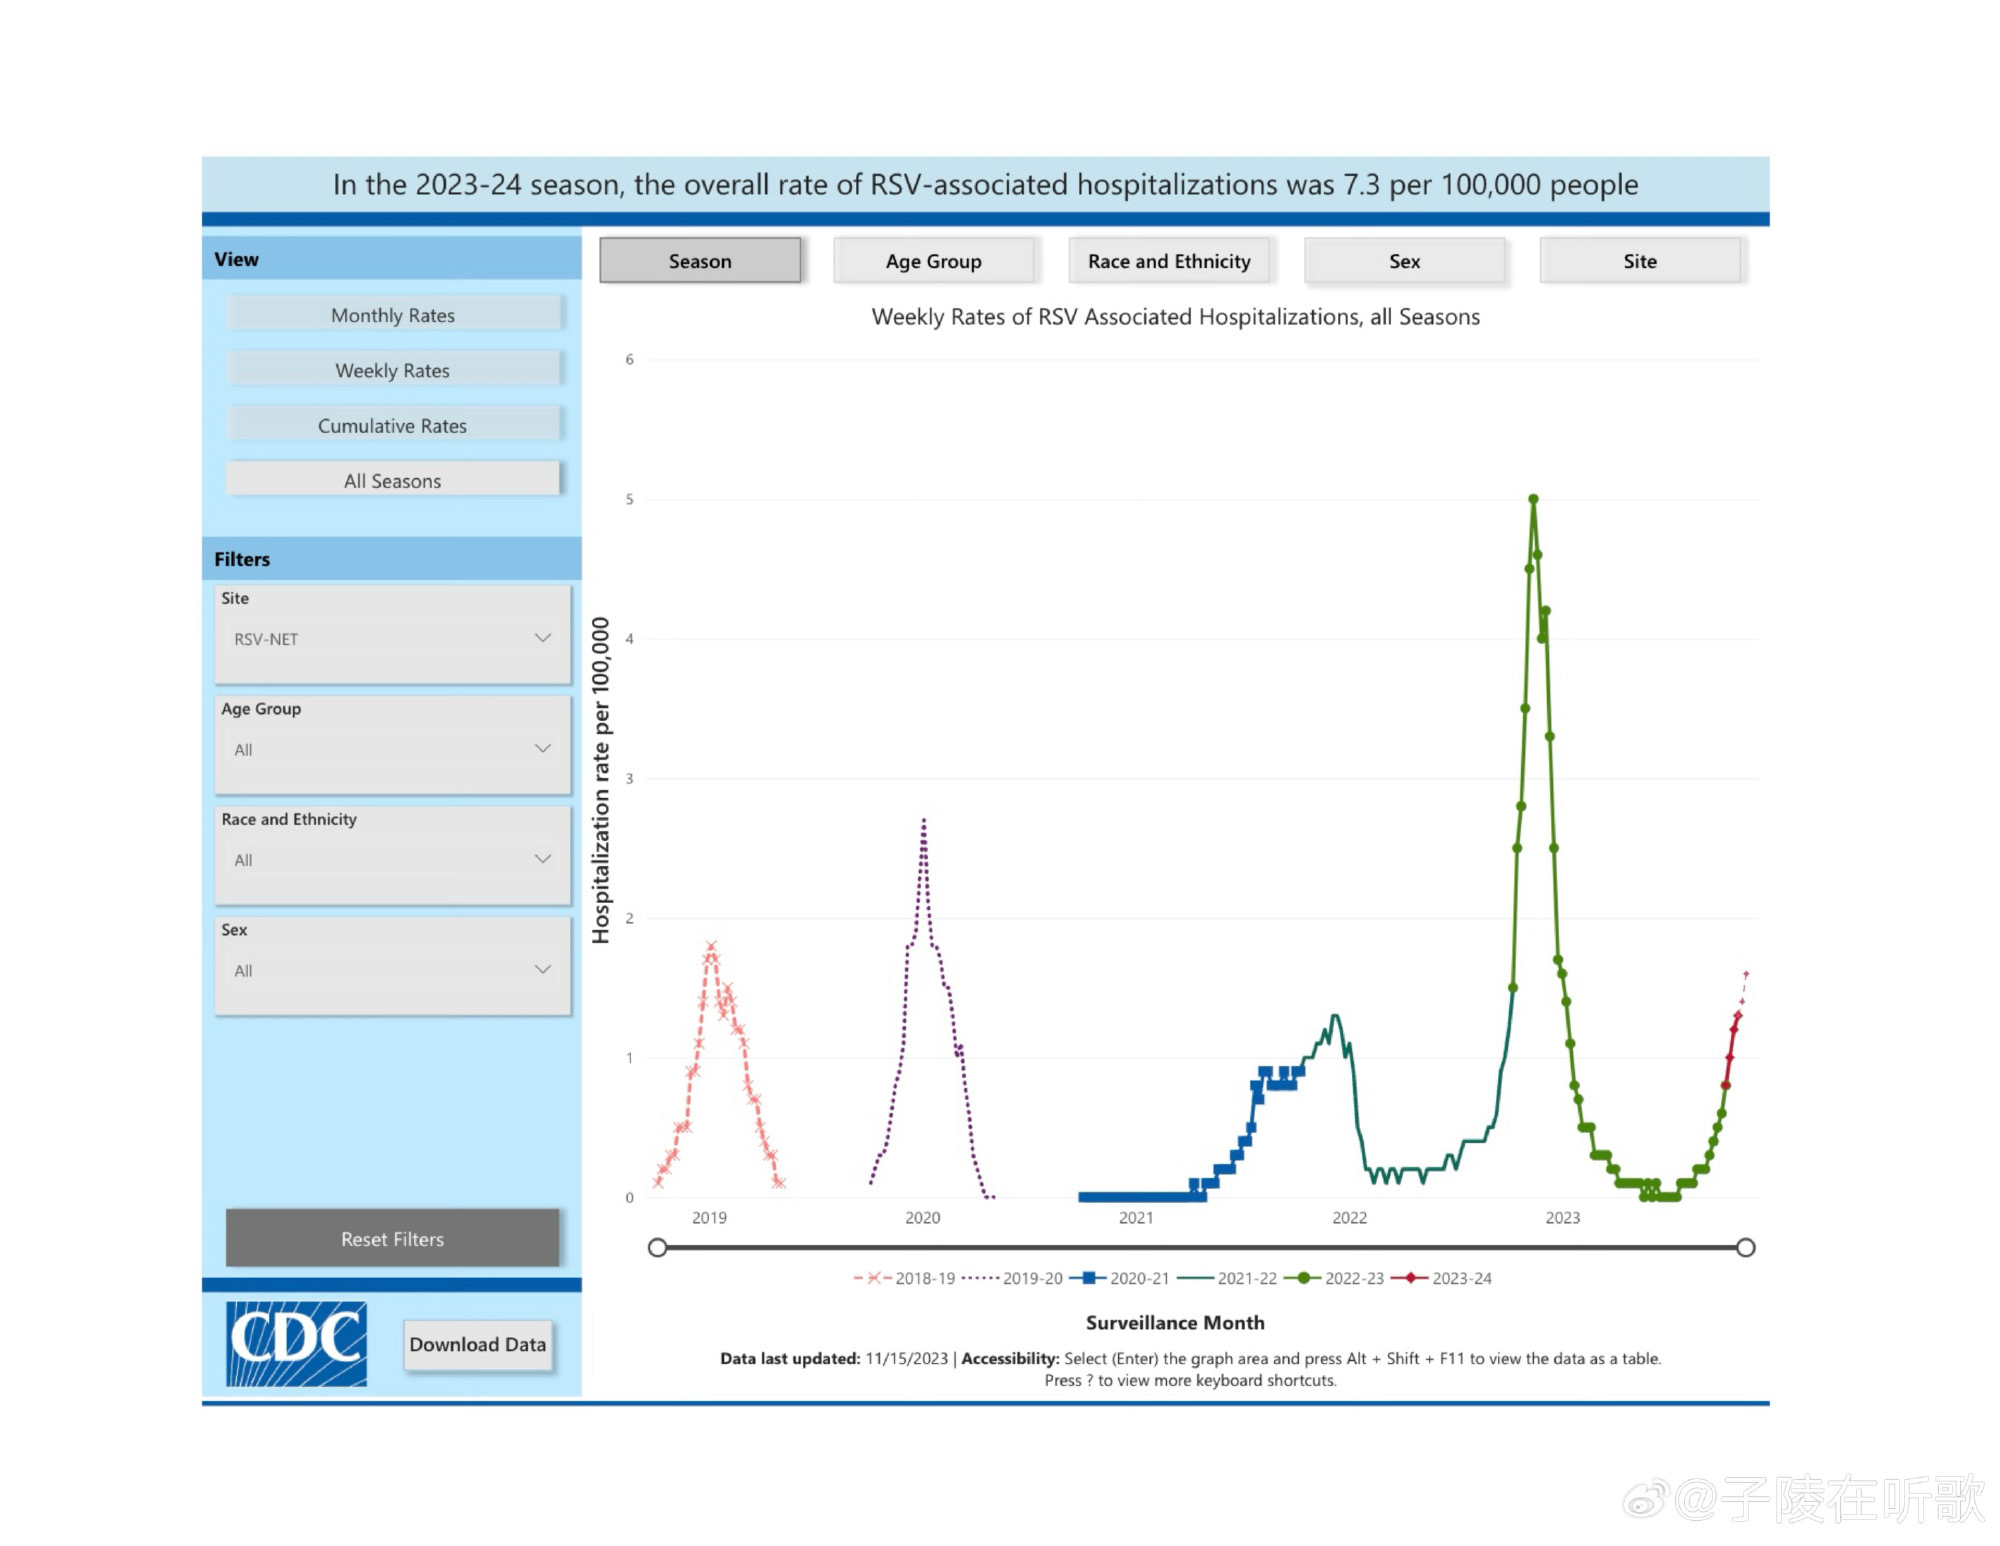 In the 2023-24 season, the overall rate of RSV-associated hospitalizations was 7.3 per 100,000 people
View
Monthly Rates
Weekly Rates
Cumulative Rates
All Seasons
Filters
Site
RSV-NET
Age Group
All
Race and Ethnicity
All
Sex
All
Reset Filters
CDC
Download Data
Season
Age Group
Race and Ethnicity
Sex
Site
Weekly Rates of RSV Associated Hospitalizations, all Seasons
Hospitalization rate per 100,000
6
5
4
3
2
1
0
2019
2020
2021
2022
2023
2018-19
2019-20
2020-21
2021-22
2022-23
2023-24
Surveillance Month
Data last updated: 11/15/2023 | Accessibility: Select (Enter) the graph area and press Alt + Shift + F11 to view the data as a table.
Press ? to view more keyboard shortcuts.
@子陵在听歌